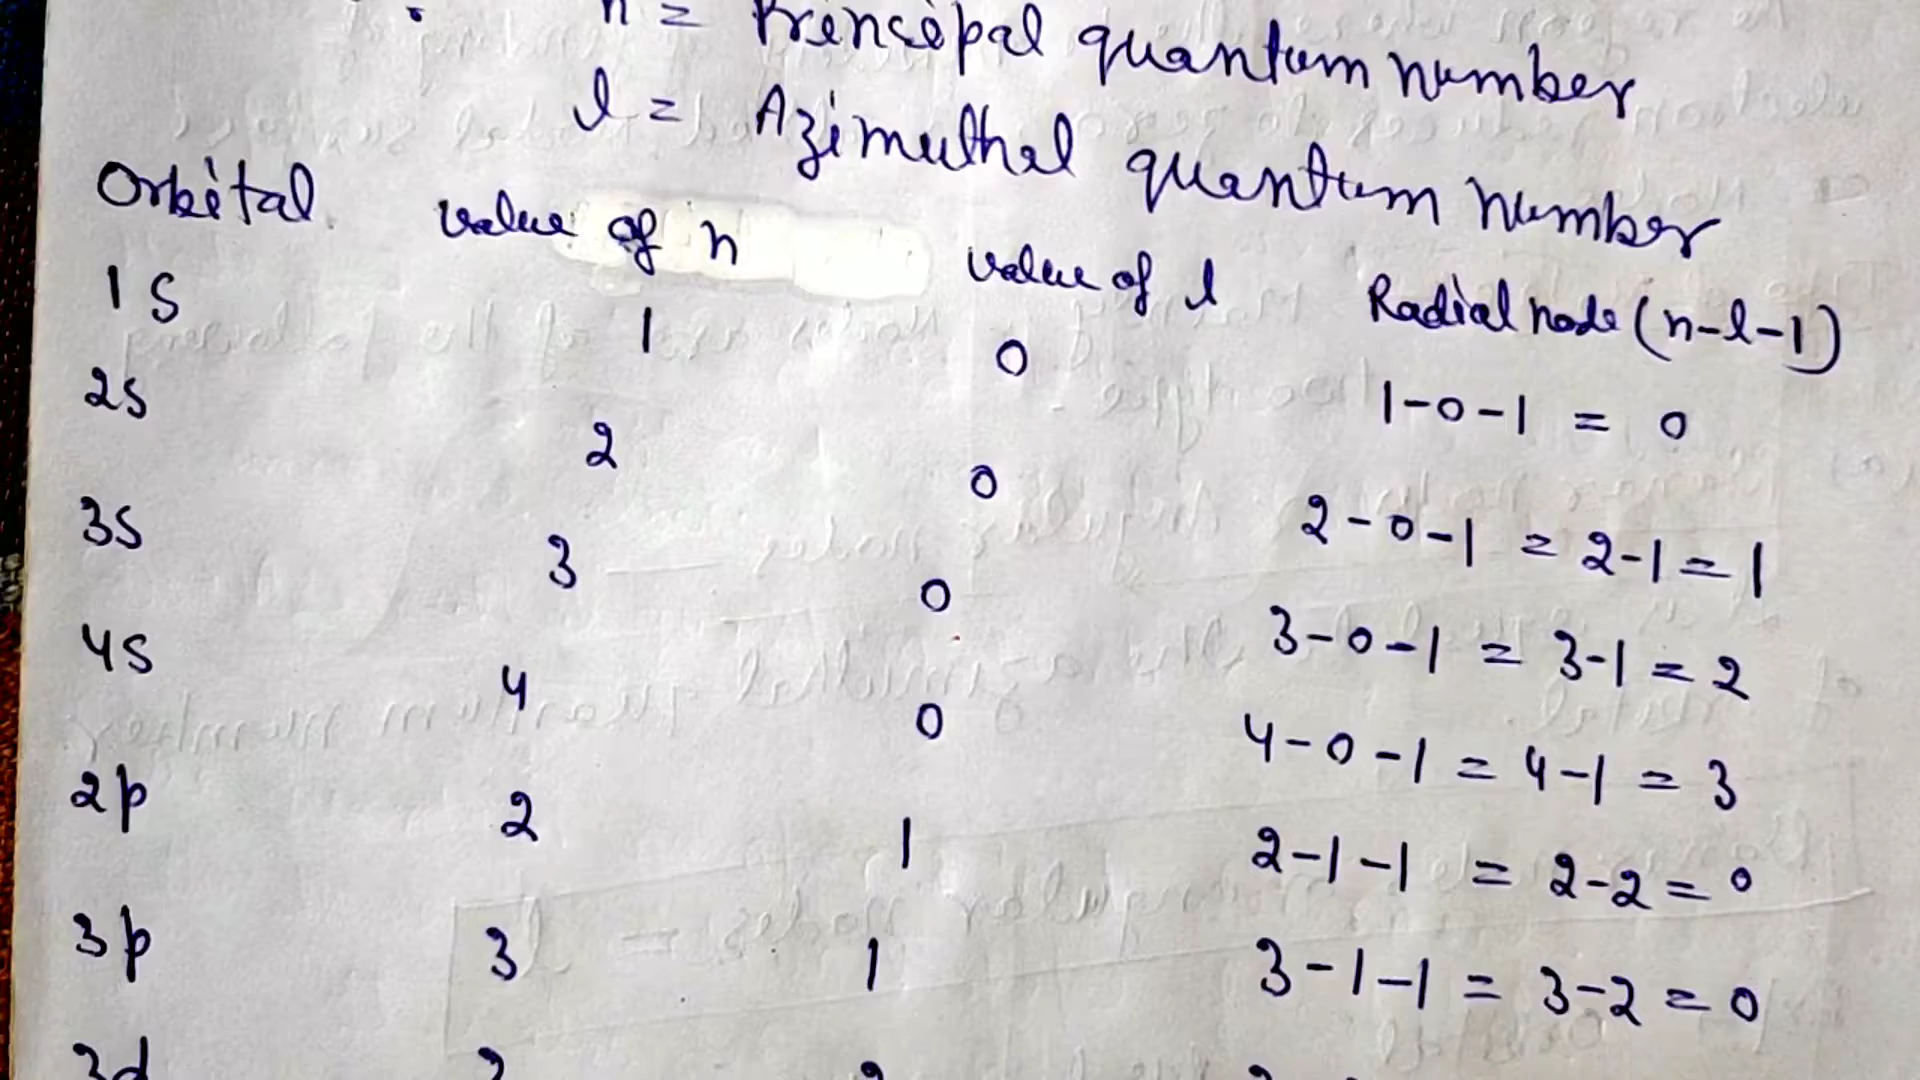 n = Principal quantum number
l = Azimuthal quantum number
Orbital value of n value of l Radial node (n-l-1)
1s 1 0 1-0-1 = 0
2s 2 0 2-0-1 = 2-1 = 1
3s 3 0 3-0-1 = 3-1 = 2
4s 4 0 4-0-1 = 4-1 = 3
2p 2 1 2-1-1 = 2-2 = 0
3p 3 1 3-1-1 = 3-2 = 0
3d